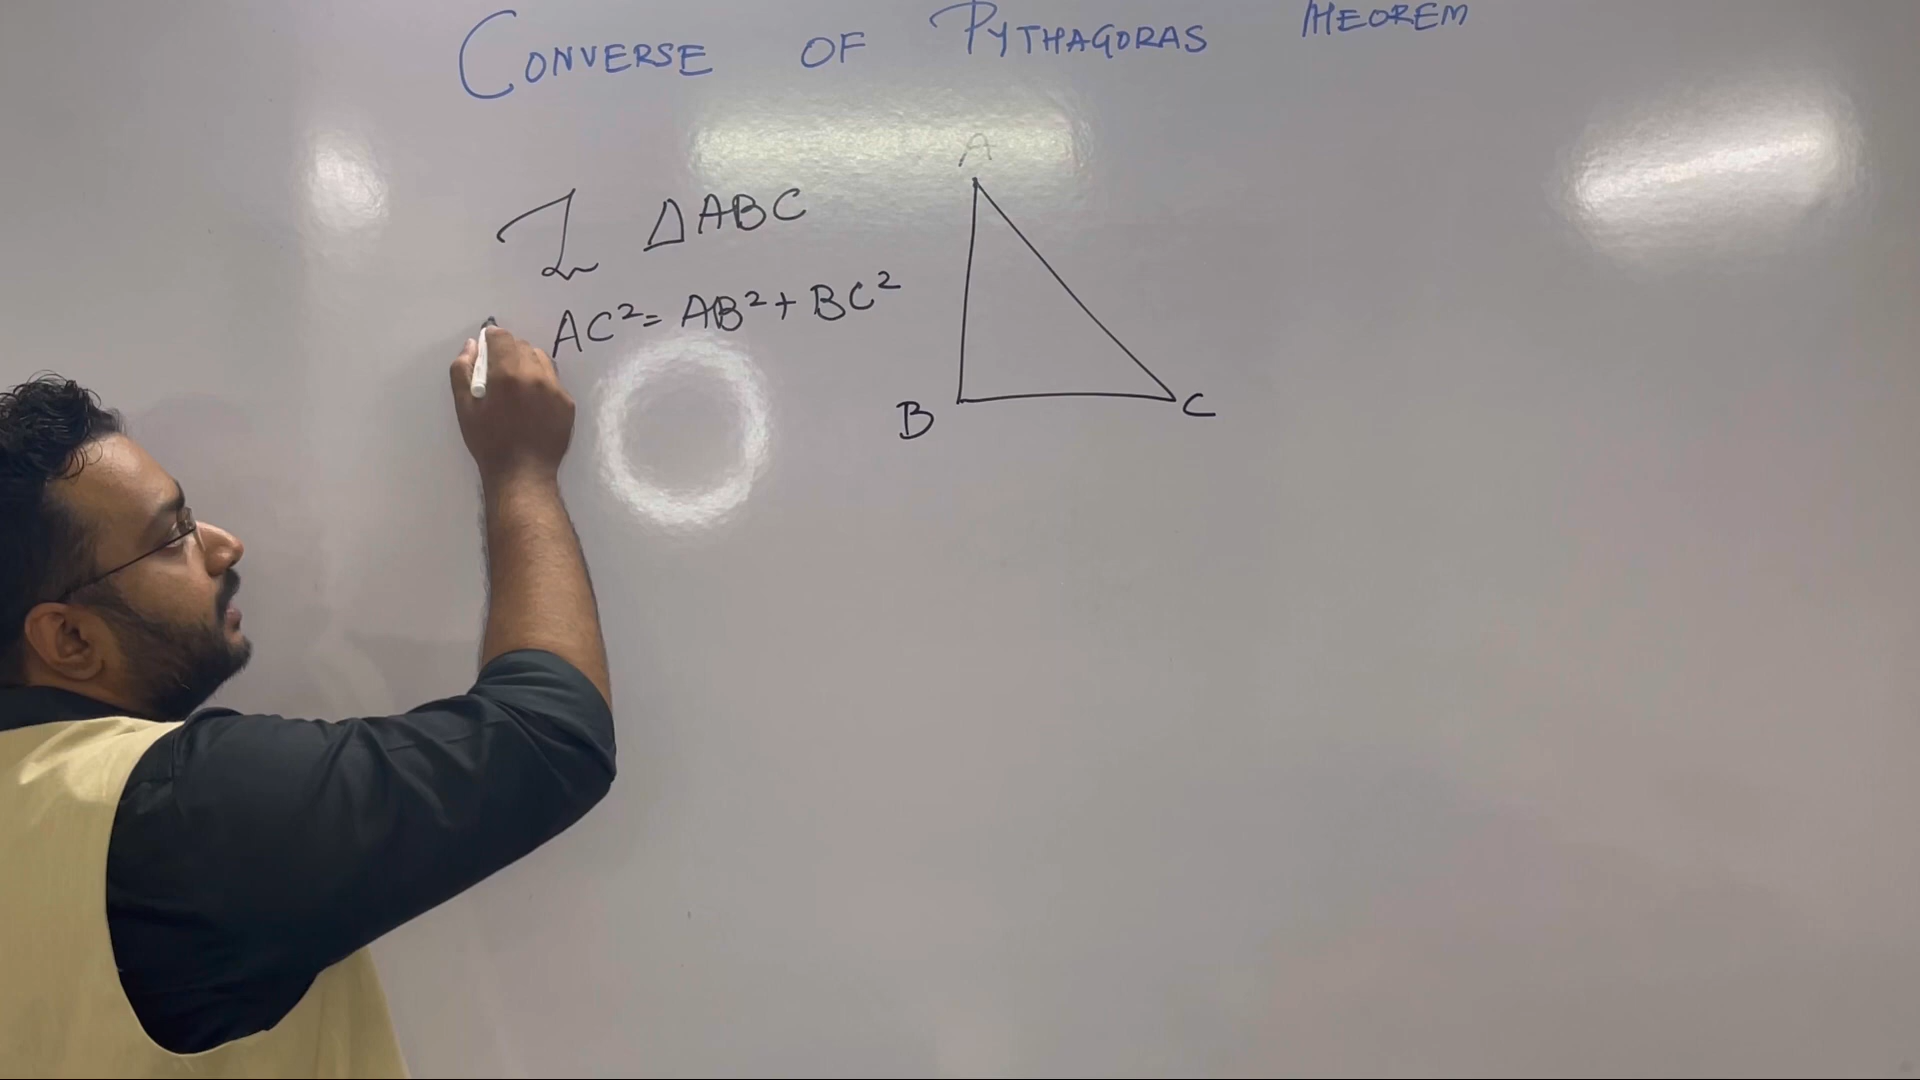 CONVERSE OF PYTHAGORAS THEOREM
In ΔABC
AC²= AB²+ BC²
A
B
C